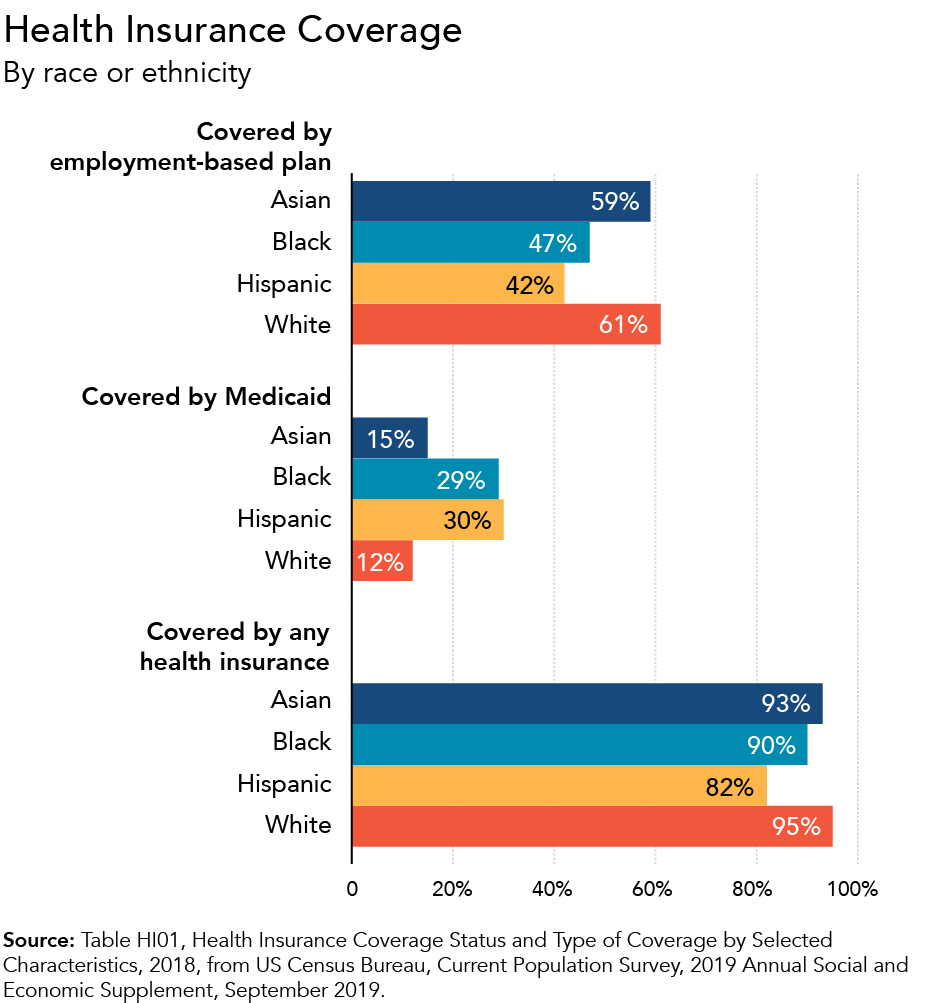 Health Insurance Coverage
By race or ethnicity
Covered by
employment-based plan
Asian 59%
Black 47%
Hispanic 42%
White 61%
Covered by Medicaid
Asian 15%
Black 29%
Hispanic 30%
White 12%
Covered by any
health insurance
Asian 93%
Black 90%
Hispanic 82%
White 95%
0 20% 40% 60% 80% 100%
Source: Table HI01, Health Insurance Coverage Status and Type of Coverage by Selected
Characteristics, 2018, from US Census Bureau, Current Population Survey, 2019 Annual Social and
Economic Supplement, September 2019.